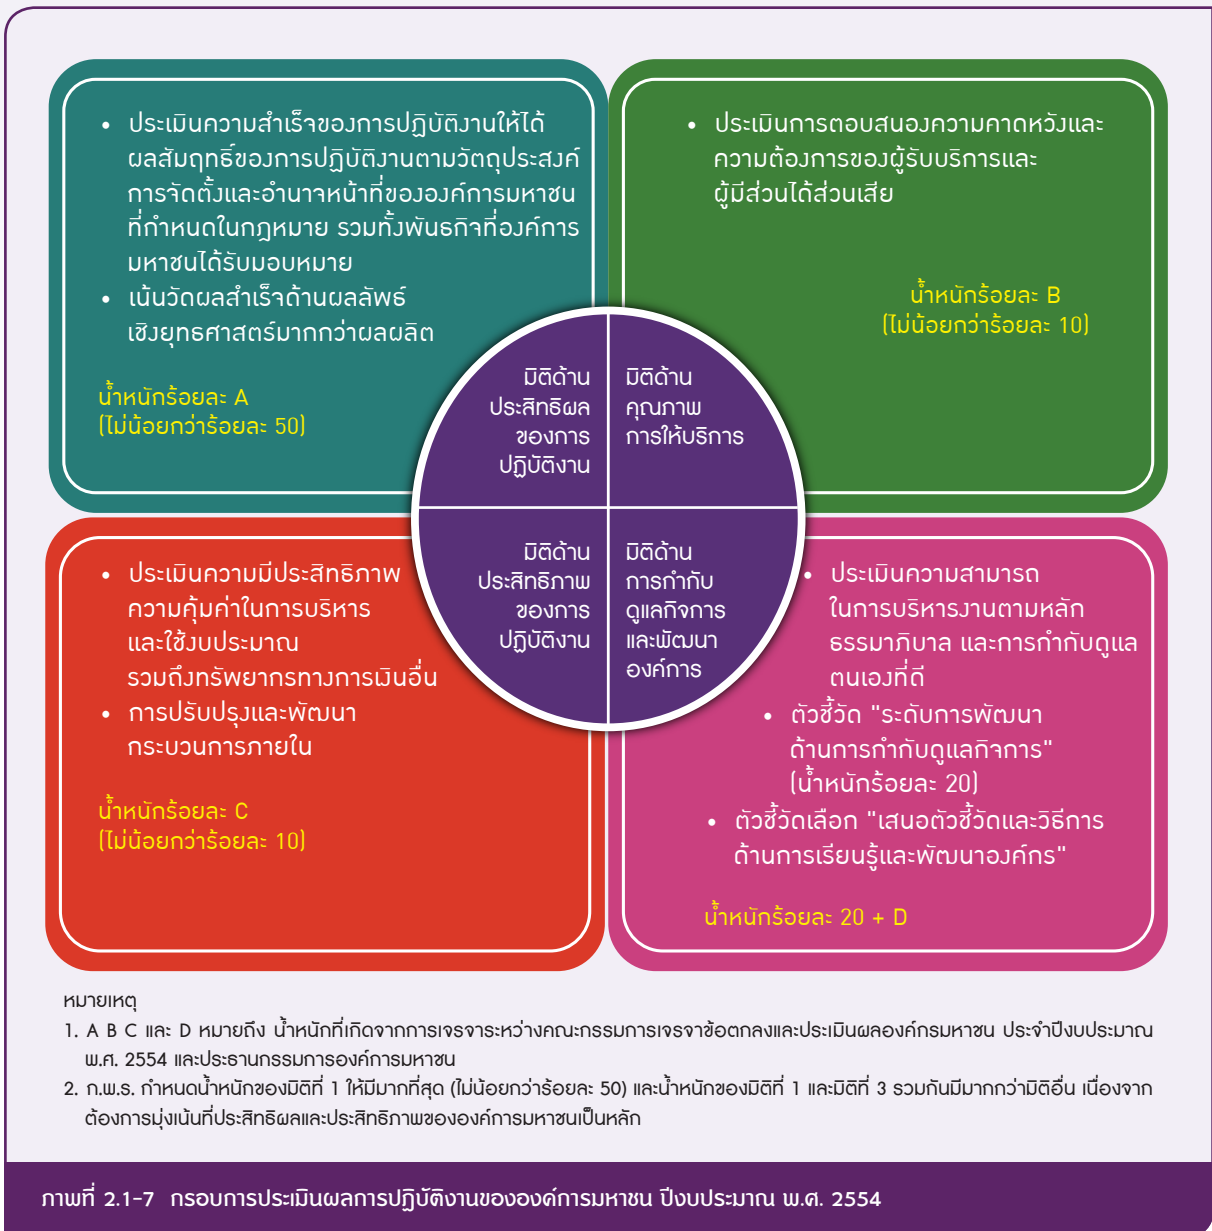 • ประเมินความสำเร็จของการปฏิบัติงานให้ได้
ผลสัมฤทธิ์ของการปฏิบัติงานตามวัตถุประสงค์
การจัดตั้งและอำนาจหน้าที่ขององค์การมหาชน
ที่กำหนดในกฎหมาย รวมทั้งพันธกิจที่องค์การ
มหาชนได้รับมอบหมาย
• เน้นวัดผลสำเร็จด้านผลลัพธ์
เชิงยุทธศาสตร์มากกว่าผลผลิต
น้ำหนักร้อยละ A
(ไม่น้อยกว่าร้อยละ 50)
• ประเมินการตอบสนองความคาดหวังและ
ความต้องการของผู้รับบริการและ
ผู้มีส่วนได้ส่วนเสีย
น้ำหนักร้อยละ B
(ไม่น้อยกว่าร้อยละ 10)
มิติด้าน
ประสิทธิผล
ของการ
ปฏิบัติงาน
มิติด้าน
คุณภาพ
การให้บริการ
มิติด้าน
ประสิทธิภาพ
ของการ
ปฏิบัติงาน
มิติด้าน
การกำกับ
ดูแลกิจการ
และพัฒนา
องค์การ
• ประเมินความมีประสิทธิภาพ
ความคุ้มค่าในการบริหาร
และใช้งบประมาณ
รวมถึงทรัพยากรทางการเงินอื่น
• การปรับปรุงและพัฒนา
กระบวนการภายใน
น้ำหนักร้อยละ C
(ไม่น้อยกว่าร้อยละ 10)
• ประเมินความสามารถ
ในการบริหารงานตามหลัก
ธรรมาภิบาล และการกำกับดูแล
ตนเองที่ดี
• ตัวชี้วัด "ระดับการพัฒนา
ด้านการกำกับดูแลกิจการ"
(น้ำหนักร้อยละ 20)
• ตัวชี้วัดเลือก "เสนอตัวชี้วัดและวิธีการ
ด้านการเรียนรู้และพัฒนาองค์กร"
น้ำหนักร้อยละ 20 + D
หมายเหตุ
1. A B C และ D หมายถึง น้ำหนักที่เกิดจากการเจรจาระหว่างคณะกรรมการเจรจาข้อตกลงและประเมินผลองค์กรมหาชน ประจำปีงบประมาณ
พ.ศ. 2554 และประธานกรรมการองค์การมหาชน
2. ก.พ.ร. กำหนดน้ำหนักของมิติที่ 1 ให้มีมากที่สุด (ไม่น้อยกว่าร้อยละ 50) และน้ำหนักของมิติที่ 1 และมิติที่ 3 รวมกันมีมากกว่ามิติอื่น เนื่องจาก
ต้องการมุ่งเน้นที่ประสิทธิผลและประสิทธิภาพขององค์การมหาชนเป็นหลัก
ภาพที่ 2.1-7 กรอบการประเมินผลการปฏิบัติงานขององค์การมหาชน ปีงบประมาณ พ.ศ. 2554